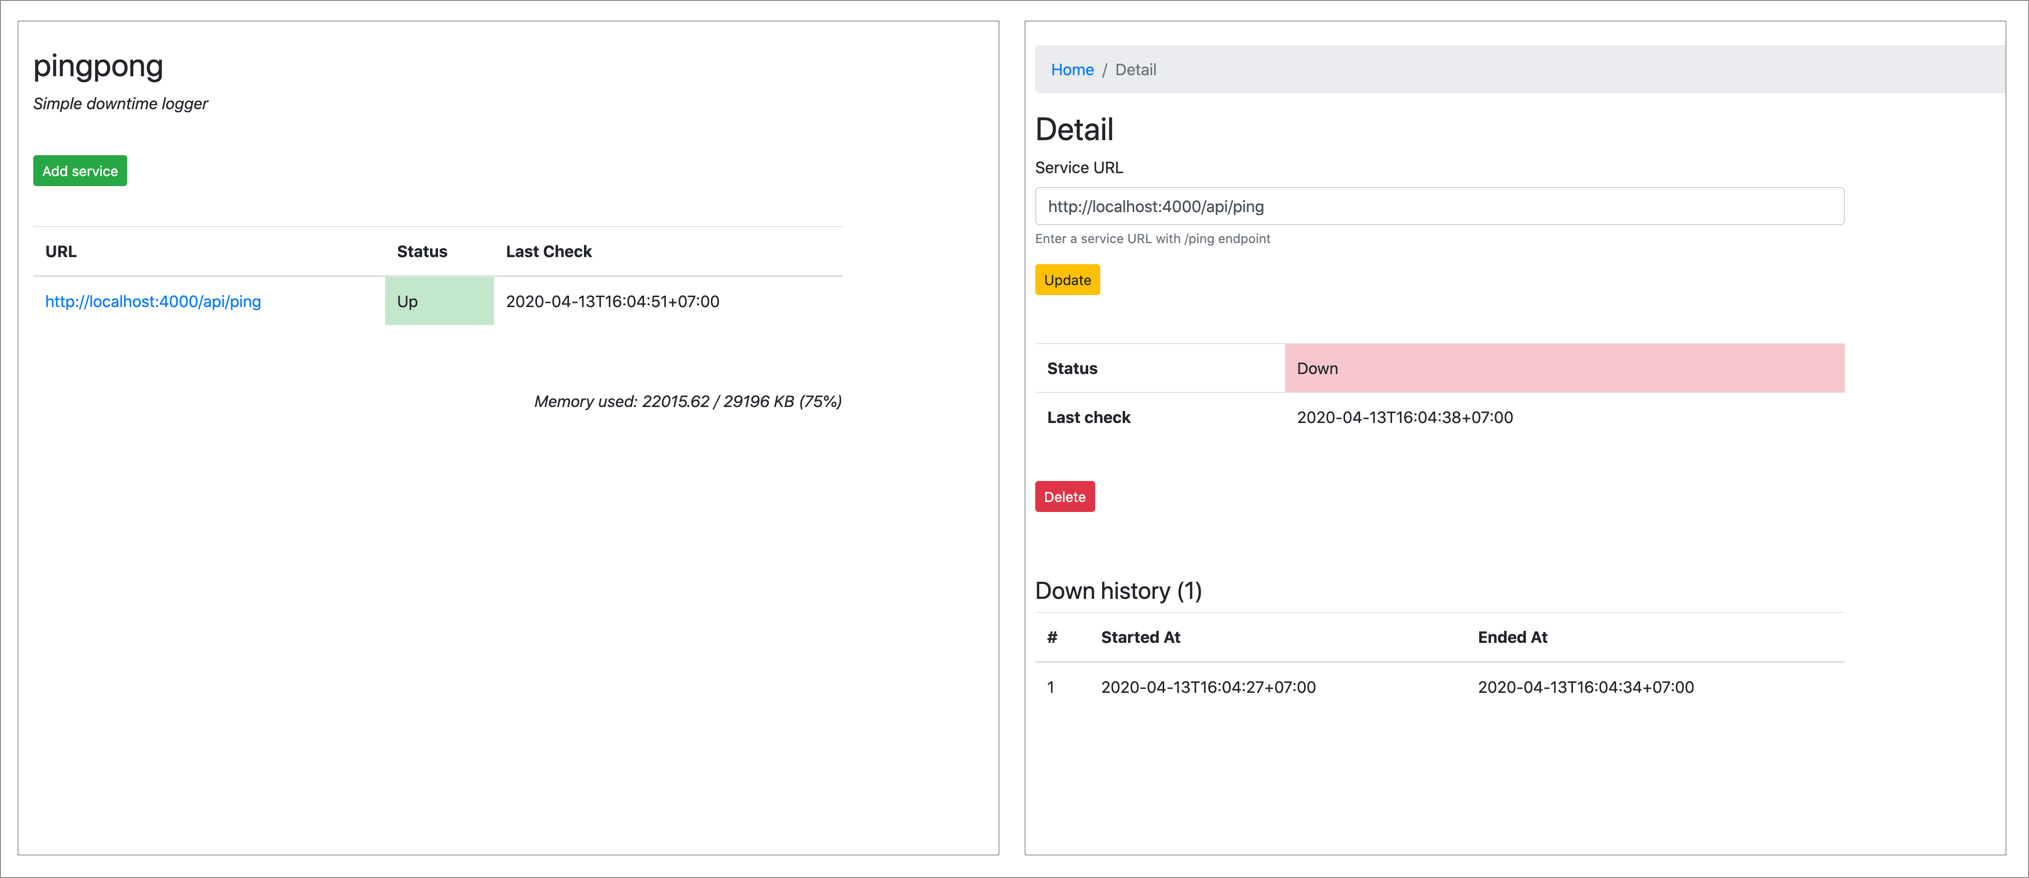 pingpong
Simple downtime logger
Add service
URL Status Last Check
http://localhost:4000/api/ping Up 2020-04-13T16:04:51+07:00
Memory used: 22015.62 / 29196 KB (75%)
Home / Detail
Detail
Service URL
http://localhost:4000/api/ping
Enter a service URL with /ping endpoint
Update
Status Down
Last check 2020-04-13T16:04:38+07:00
Delete
Down history (1)
# Started At Ended At
1 2020-04-13T16:04:27+07:00 2020-04-13T16:04:34+07:00